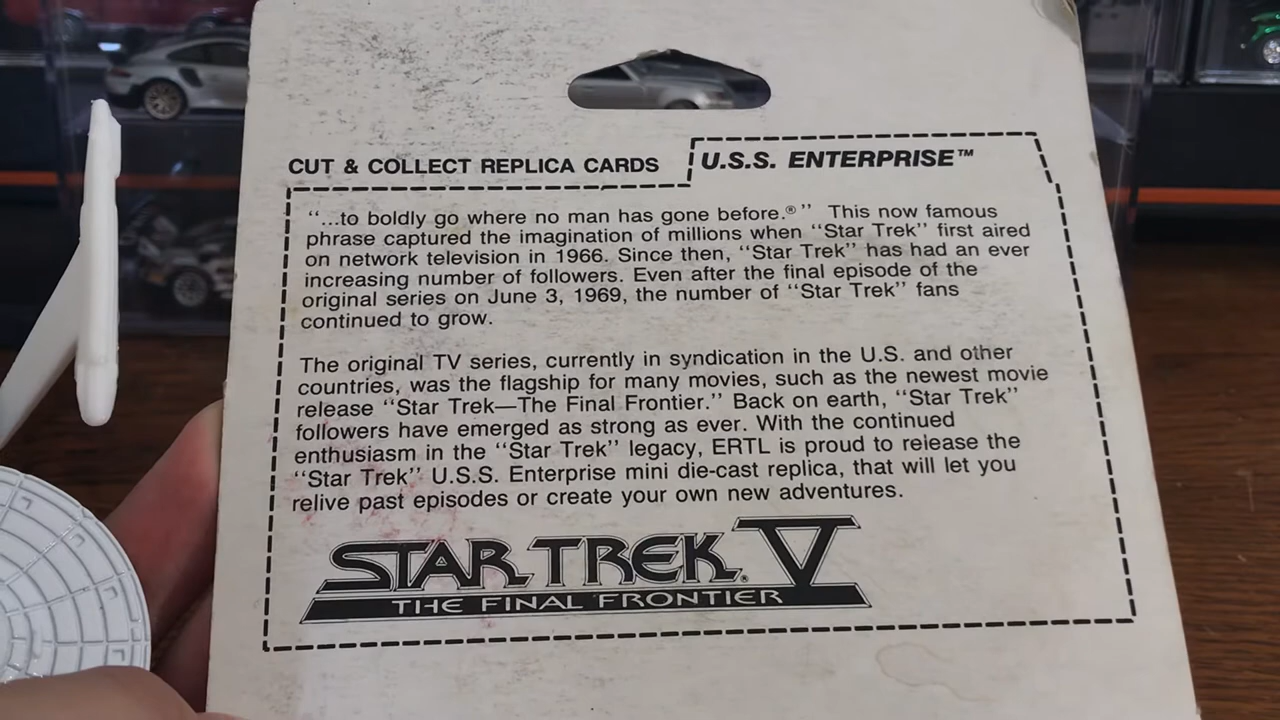 CUT & COLLECT REPLICA CARDS
U.S.S. ENTERPRISE™
“...to boldly go where no man has gone before.®” This now famous
phrase captured the imagination of millions when “Star Trek” first aired
on network television in 1966. Since then, “Star Trek” has had an ever
increasing number of followers. Even after the final episode of the
original series on June 3, 1969, the number of “Star Trek” fans
continued to grow.
The original TV series, currently in syndication in the U.S. and other
countries, was the flagship for many movies, such as the newest movie
release “Star Trek—The Final Frontier.” Back on earth, “Star Trek”
followers have emerged as strong as ever. With the continued
enthusiasm in the “Star Trek” legacy, ERTL is proud to release the
“Star Trek” U.S.S. Enterprise mini die-cast replica, that will let you
relive past episodes or create your own new adventures.
STAR TREK® V
THE FINAL FRONTIER